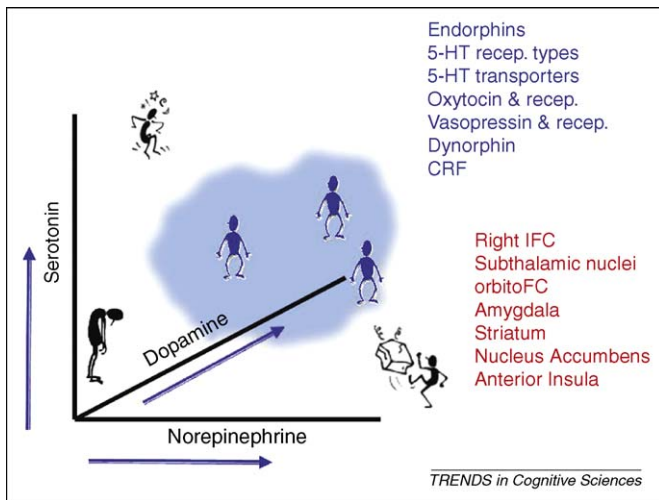 Endorphins
5-HT recep. types
5-HT transporters
Oxytocin & recep.
Vasopressin & recep.
Dynorphin
CRF
Right IFC
Subthalamic nuclei
orbitoFC
Amygdala
Striatum
Nucleus Accumbens
Anterior Insula
Serotonin
Dopamine
Norepinephrine
TRENDS in Cognitive Sciences